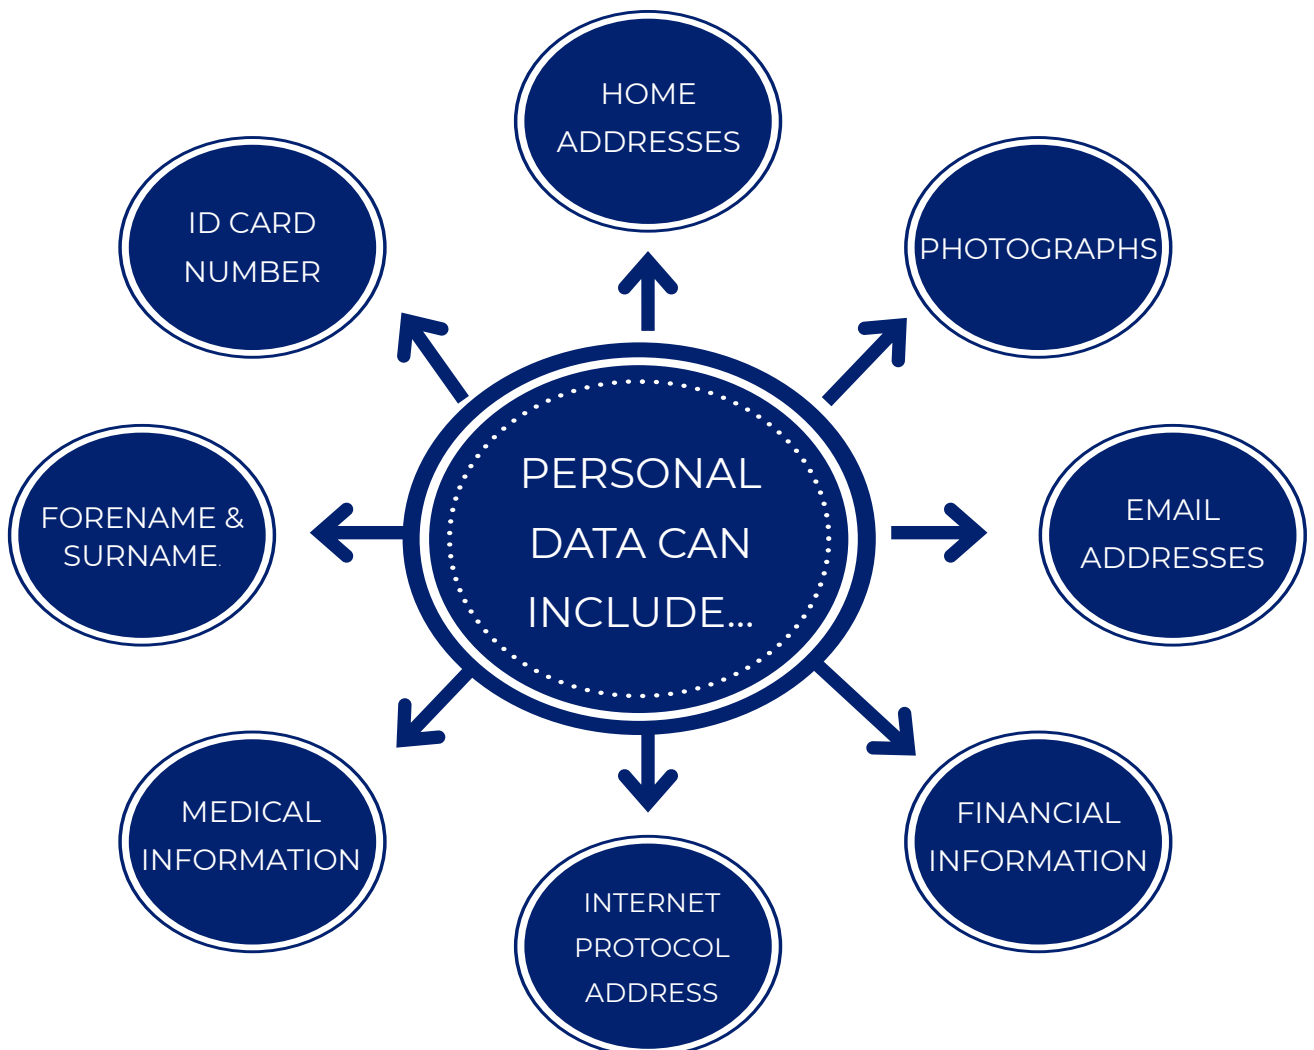 HOME
ADDRESSES
ID CARD
NUMBER
PHOTOGRAPHS
PERSONAL
DATA CAN
INCLUDE...
FORENAME &
SURNAME.
EMAIL
ADDRESSES
MEDICAL
INFORMATION
FINANCIAL
INFORMATION
INTERNET
PROTOCOL
ADDRESS